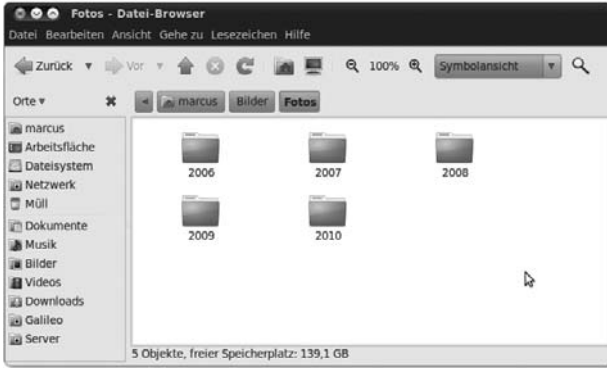 Fotos - Datei-Browser
Datei Bearbeiten Ansicht Gehe zu Lesezeichen Hilfe
Zurück Vor 100% Symbolansicht
Orte marcus Bilder Fotos
marcus
Arbeitsfläche
Dateisystem
Netzwerk
Müll
Dokumente
Musik
Bilder
Videos
Downloads
Galileo
Server
2006 2007 2008
2009 2010
5 Objekte, freier Speicherplatz: 139,1 GB